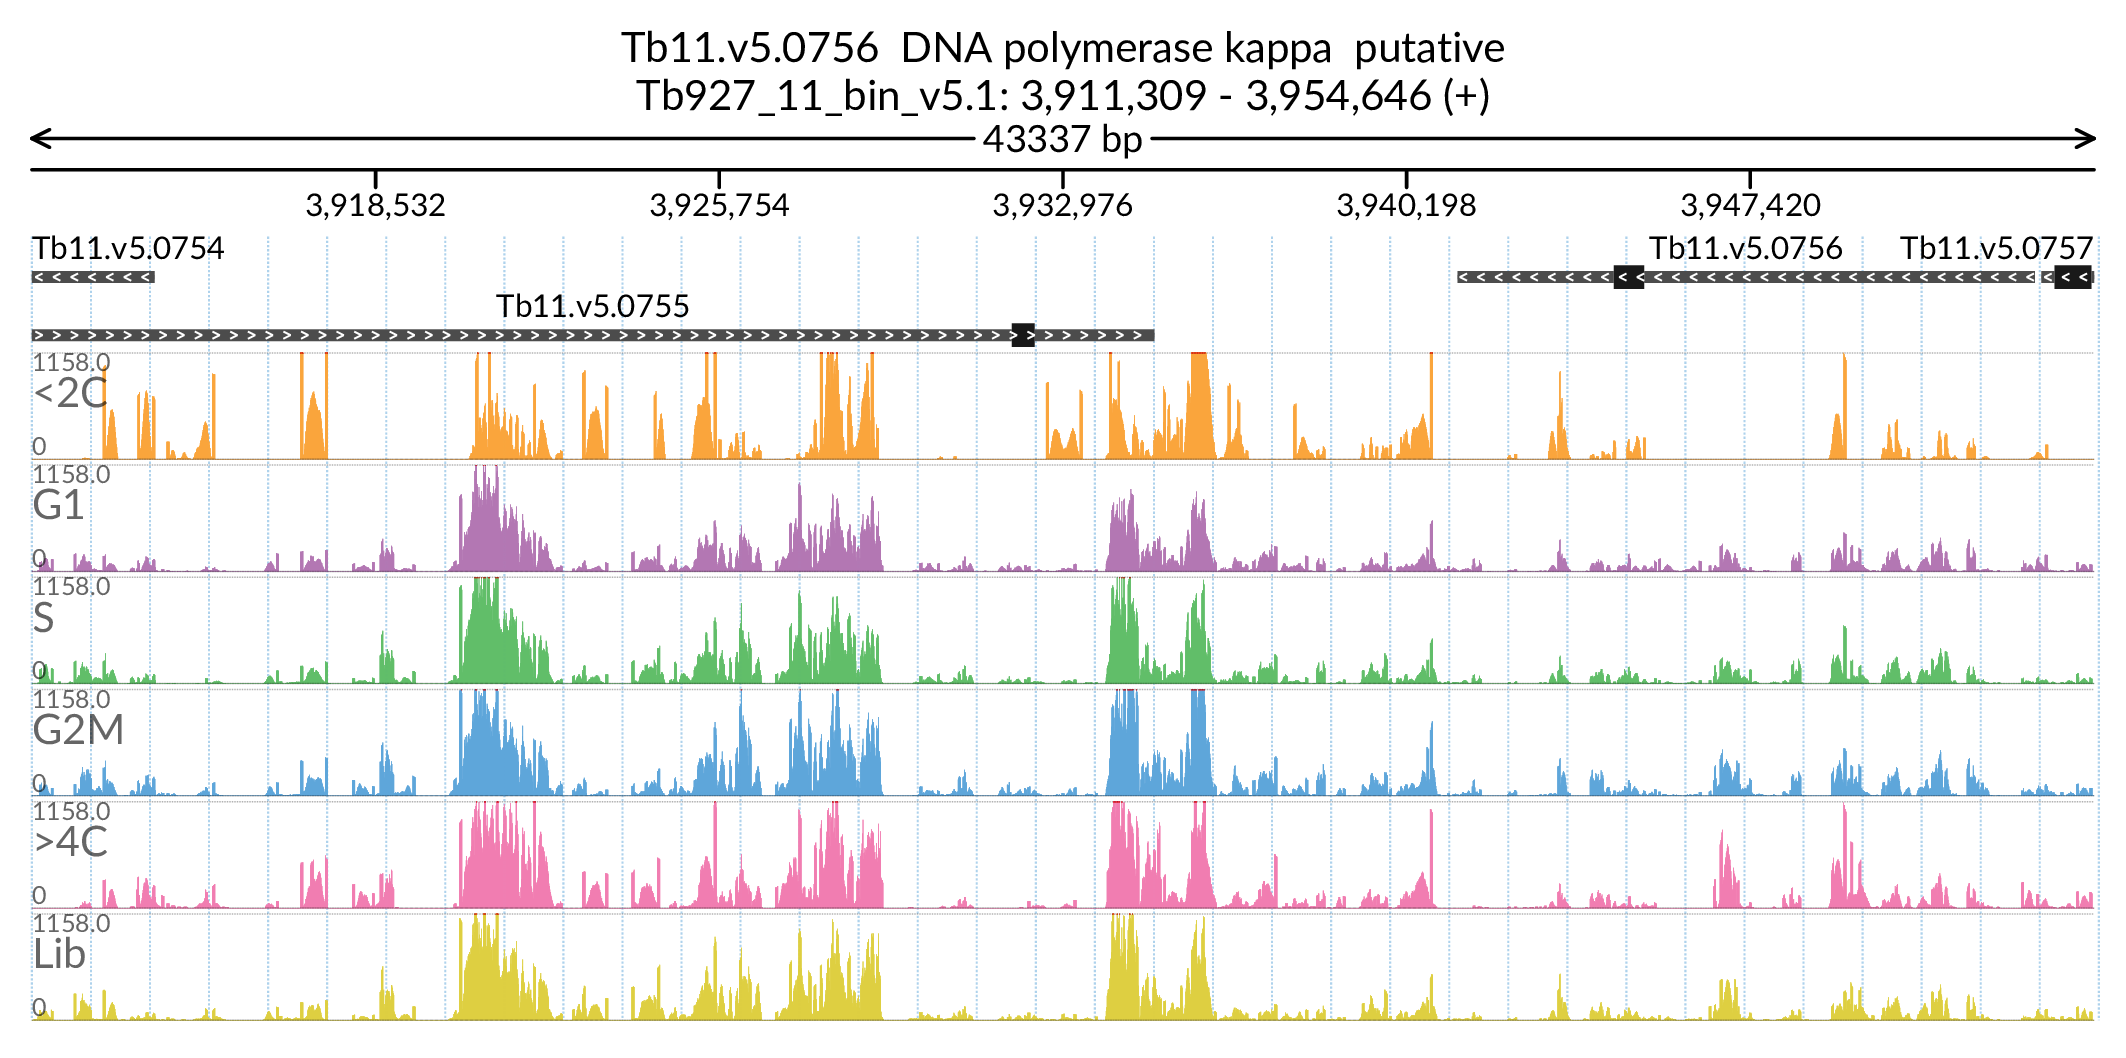 Tb11.v5.0756  DNA polymerase kappa  putative
Tb927_11_bin_v5.1: 3,911,309 - 3,954,646 (+)
43337 bp
3,918,532 3,925,754 3,932,976 3,940,198 3,947,420
Tb11.v5.0754 Tb11.v5.0756 Tb11.v5.0757
Tb11.v5.0755
1158.0
<2C
0
1158.0
G1
0
1158.0
S
0
1158.0
G2M
0
1158.0
>4C
0
1158.0
Lib
0